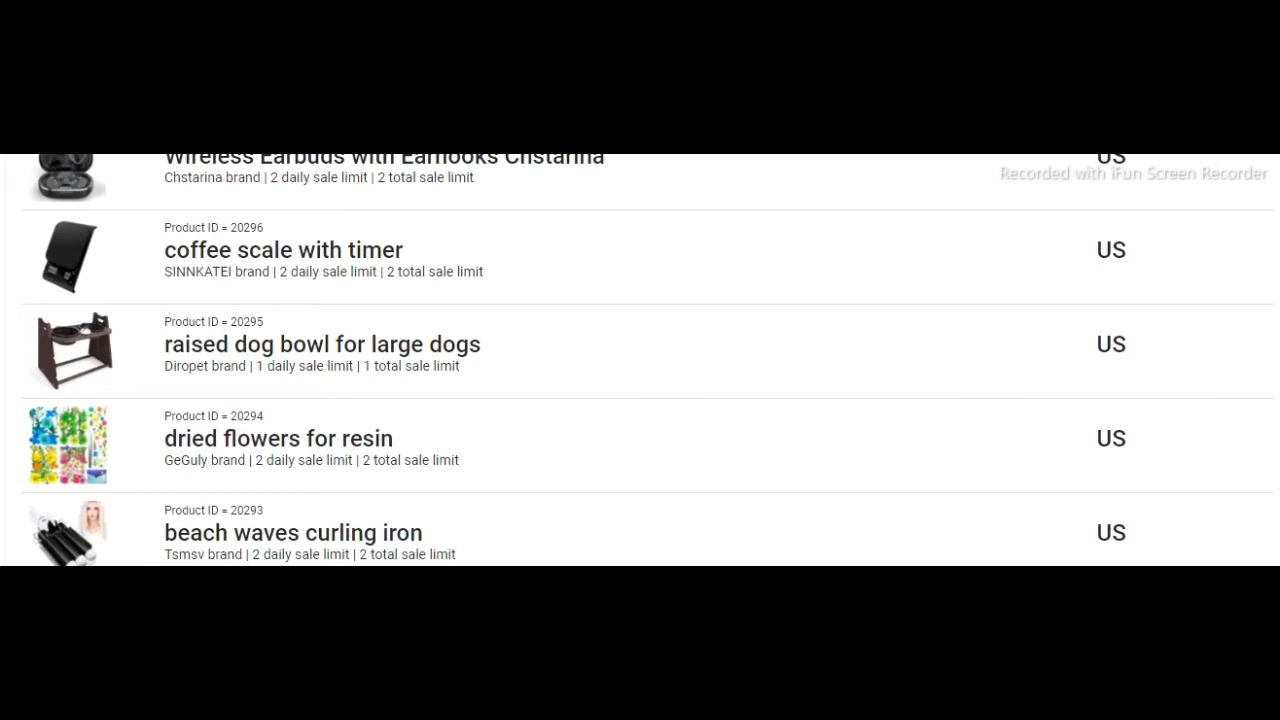 Wireless Earbuds with Earhooks Chstarina
US
Chstarina brand | 2 daily sale limit | 2 total sale limit
Recorded with iFun Screen Recorder
Product ID = 20296
coffee scale with timer
US
SINNKATEI brand | 2 daily sale limit | 2 total sale limit
Product ID = 20295
raised dog bowl for large dogs
US
Diropet brand | 1 daily sale limit | 1 total sale limit
Product ID = 20294
dried flowers for resin
US
GeGuly brand | 2 daily sale limit | 2 total sale limit
Product ID = 20293
beach waves curling iron
US
Tsmsv brand | 2 daily sale limit | 2 total sale limit